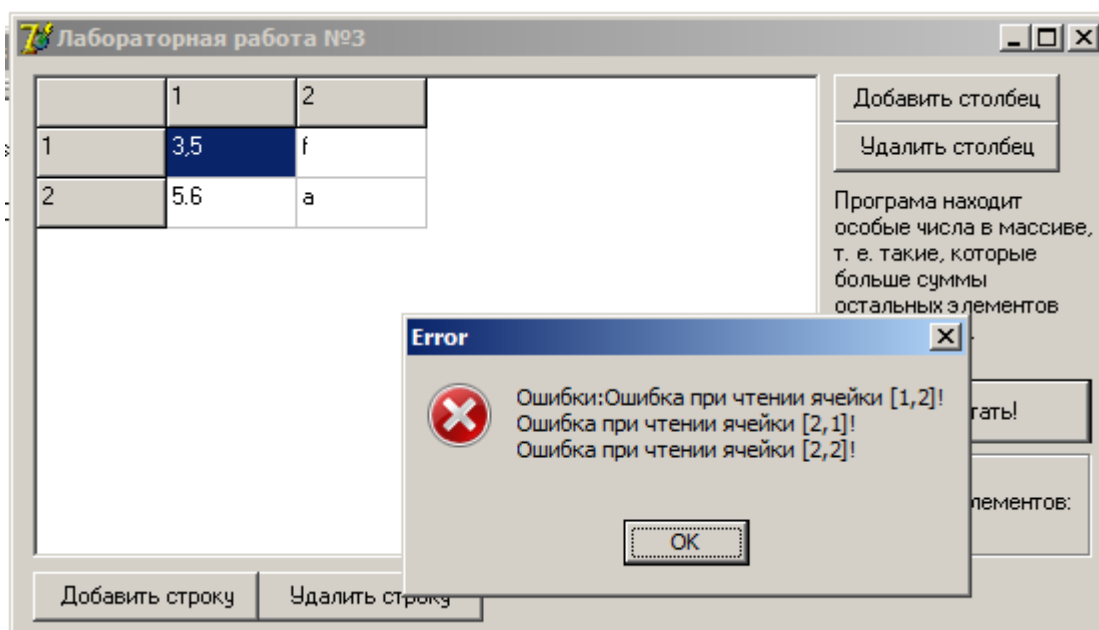 Лабораторная работа №3
1 2
1 3,5 f
2 5.6 a
Добавить столбец
Удалить столбец
Програма находит
особые числа в массиве,
т. е. такие, которые
больше суммы
остальных элементов
Error
Ошибки:Ошибка при чтении ячейки [1,2]!
Ошибка при чтении ячейки [2,1]!
Ошибка при чтении ячейки [2,2]!
OK
Добавить строку
Удалить строку